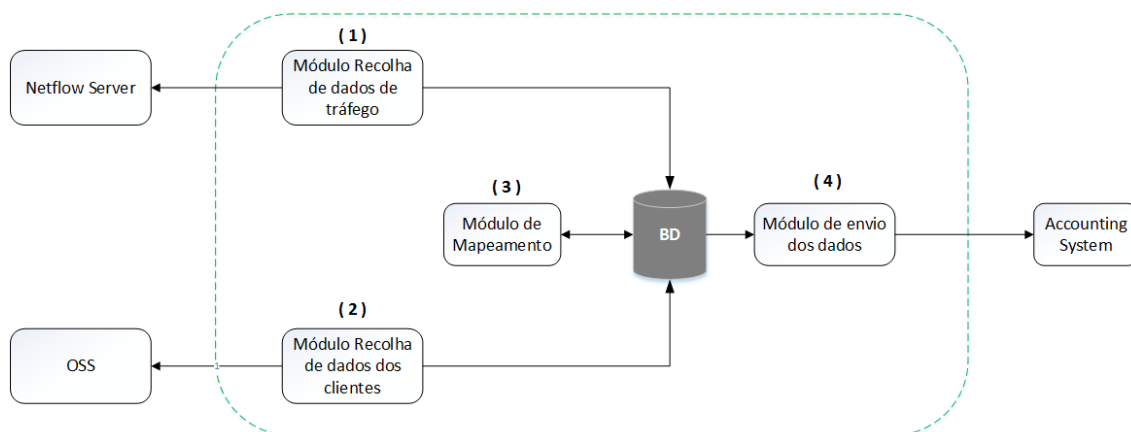 ( 1 )
Netflow Server
Módulo Recolha
de dados de
tráfego
( 3 )
Módulo de
Mapeamento
BD
( 4 )
Módulo de envio
dos dados
Accounting
System
( 2 )
OSS
1
Módulo Recolha
de dados dos
clientes